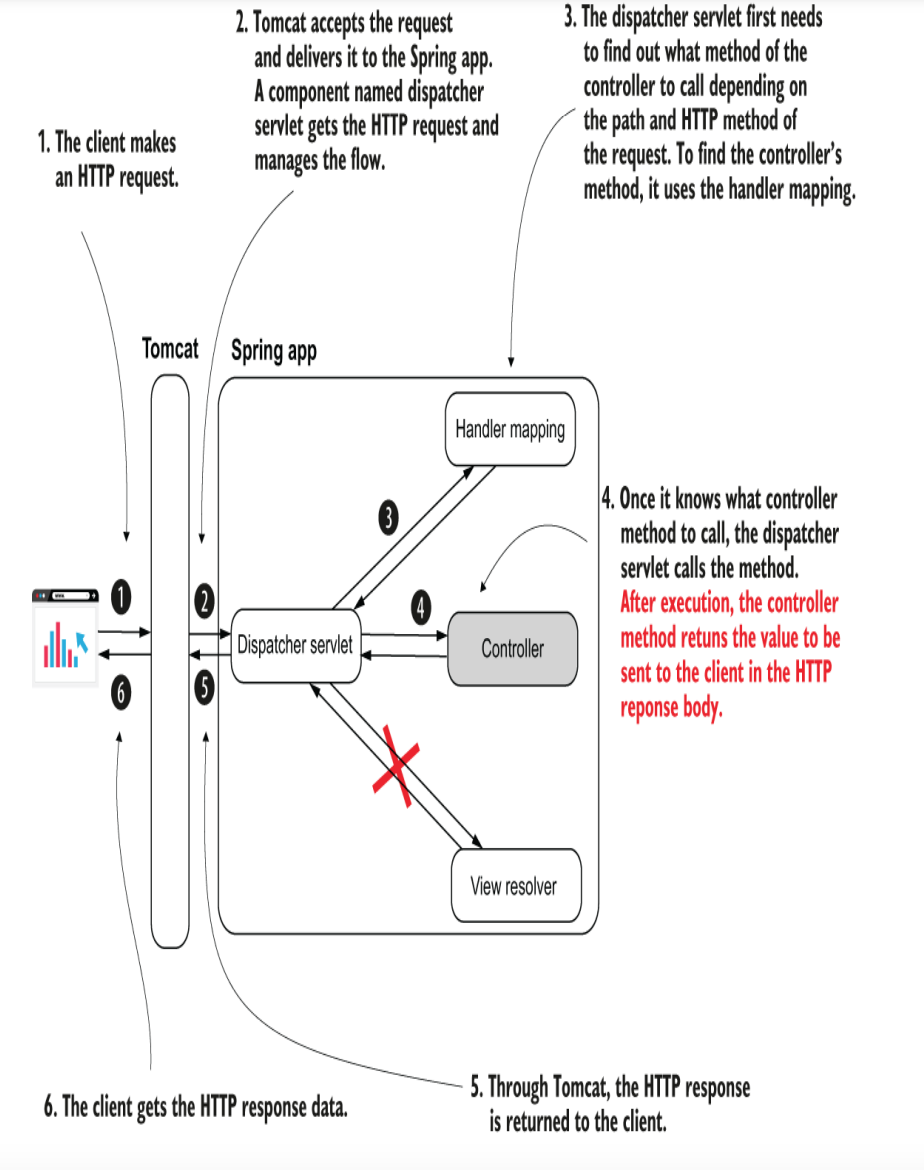 2. Tomcat accepts the request
and delivers it to the Spring app.
A component named dispatcher
servlet gets the HTTP request and
manages the flow.
3. The dispatcher servlet first needs
to find out what method of the
controller to call depending on
the path and HTTP method of
the request. To find the controller's
method, it uses the handler mapping.
1. The client makes
an HTTP request.
Tomcat
Spring app
Handler mapping
3
4. Once it knows what controller
method to call, the dispatcher
servlet calls the method.
After execution, the controller
method retuns the value to be
sent to the client in the HTTP
reponse body.
1
2
4
Dispatcher servlet
Controller
6
5
View resolver
5. Through Tomcat, the HTTP response
is returned to the client.
6. The client gets the HTTP response data.